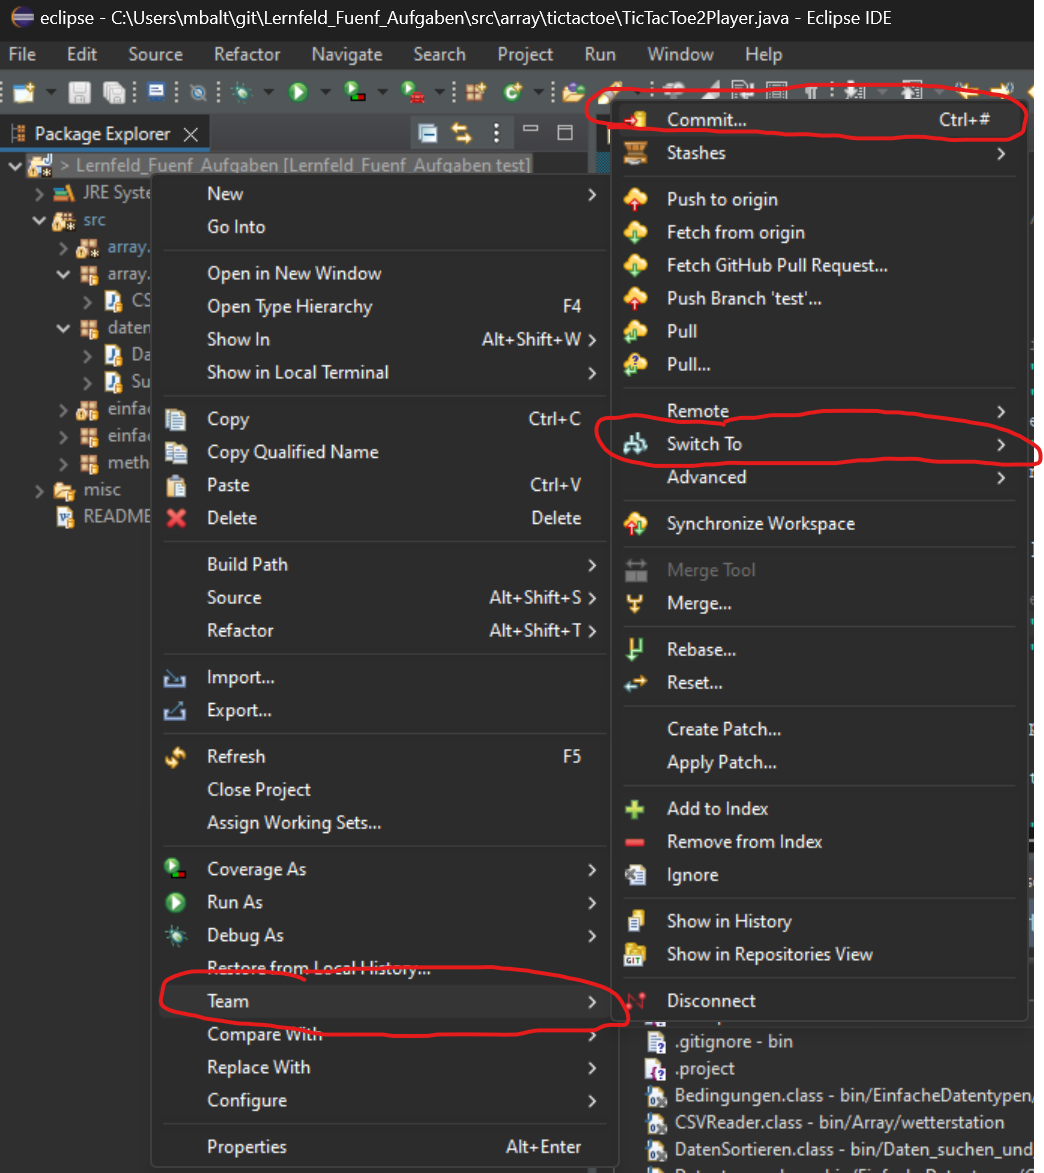 eclipse - C:\Users\mbalt\git\Lernfeld_Fuenf_Aufgaben\src\array\tictactoe\TicTacToe2Player.java - Eclipse IDE
File Edit Source Refactor Navigate Search Project Run Window Help
Package Explorer
> Lernfeld_Fuenf_Aufgaben [Lernfeld_Fuenf_Aufgaben test]
JRE Syste
src
array.
array.
CS
daten
Da
Su
einfa
einfa
meth
misc
README
New
Go Into
Open in New Window
Open Type Hierarchy F4
Show In Alt+Shift+W
Show in Local Terminal
Copy Ctrl+C
Copy Qualified Name
Paste Ctrl+V
Delete Delete
Build Path
Source Alt+Shift+S
Refactor Alt+Shift+T
Import...
Export...
Refresh F5
Close Project
Assign Working Sets...
Coverage As
Run As
Debug As
Restore from Local History...
Team
Compare With
Replace With
Configure
Properties Alt+Enter
Commit... Ctrl+#
Stashes
Push to origin
Fetch from origin
Fetch GitHub Pull Request...
Push Branch 'test'...
Pull
Pull...
Remote
Switch To
Advanced
Synchronize Workspace
Merge Tool
Merge...
Rebase...
Reset...
Create Patch...
Apply Patch...
Add to Index
Remove from Index
Ignore
Show in History
Show in Repositories View
GIT
Disconnect
.gitignore - bin
.project
Bedingungen.class - bin/EinfacheDatentypen/
CSVReader.class - bin/Array/wetterstation
DatenSortieren.class - bin/Daten_suchen_und_